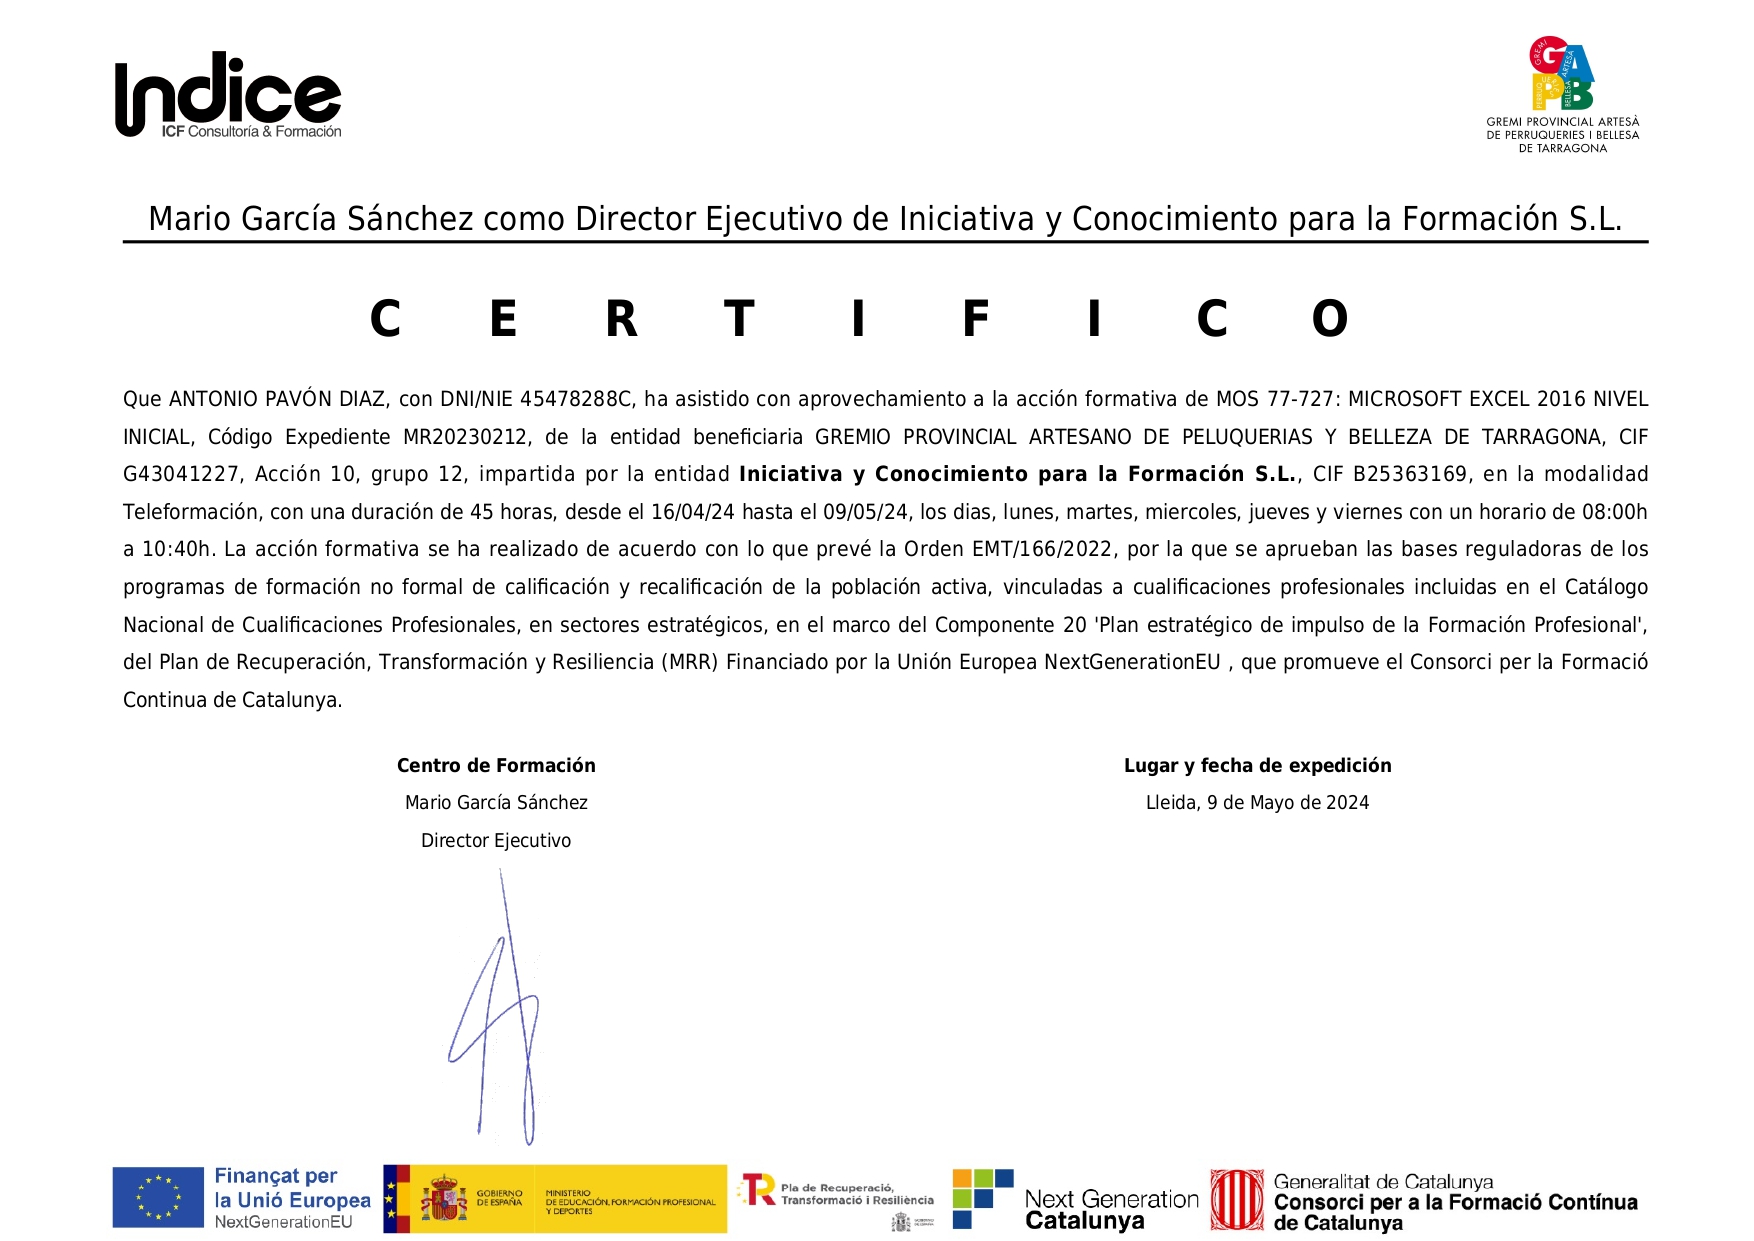 Indice
ICF Consultoría & Formación
GREMI
ARTESÀ
BELLESA
GAPB
GREMI PROVINCIAL ARTESÀ
DE PERRUQUERIES I BELLESA
DE TARRAGONA
Mario García Sánchez como Director Ejecutivo de Iniciativa y Conocimiento para la Formación S.L.
C E R T I F I C O
Que ANTONIO PAVÓN DIAZ, con DNI/NIE 45478288C, ha asistido con aprovechamiento a la acción formativa de MOS 77-727: MICROSOFT EXCEL 2016 NIVEL
INICIAL, Código Expediente MR20230212, de la entidad beneficiaria GREMIO PROVINCIAL ARTESANO DE PELUQUERIAS Y BELLEZA DE TARRAGONA, CIF
G43041227, Acción 10, grupo 12, impartida por la entidad Iniciativa y Conocimiento para la Formación S.L., CIF B25363169, en la modalidad
Teleformación, con una duración de 45 horas, desde el 16/04/24 hasta el 09/05/24, los dias, lunes, martes, miercoles, jueves y viernes con un horario de 08:00h
a 10:40h. La acción formativa se ha realizado de acuerdo con lo que prevé la Orden EMT/166/2022, por la que se aprueban las bases reguladoras de los
programas de formación no formal de calificación y recalificación de la población activa, vinculadas a cualificaciones profesionales incluidas en el Catálogo
Nacional de Cualificaciones Profesionales, en sectores estratégicos, en el marco del Componente 20 'Plan estratégico de impulso de la Formación Profesional',
del Plan de Recuperación, Transformación y Resiliencia (MRR) Financiado por la Unión Europea NextGenerationEU , que promueve el Consorci per la Formació
Continua de Catalunya.
Centro de Formación
Mario García Sánchez
Director Ejecutivo
Lugar y fecha de expedición
Lleida, 9 de Mayo de 2024
Finançat per
la Unió Europea
NextGenerationEU
GOBIERNO
DE ESPAÑA
MINISTERIO
DE EDUCACIÓN, FORMACIÓN PROFESIONAL
Y DEPORTES
Pla de Recuperació,
Transformació i Resiliència
GOBIERNO
DE ESPAÑA
Next Generation
Catalunya
Generalitat de Catalunya
Consorci per a la Formació Contínua
de Catalunya